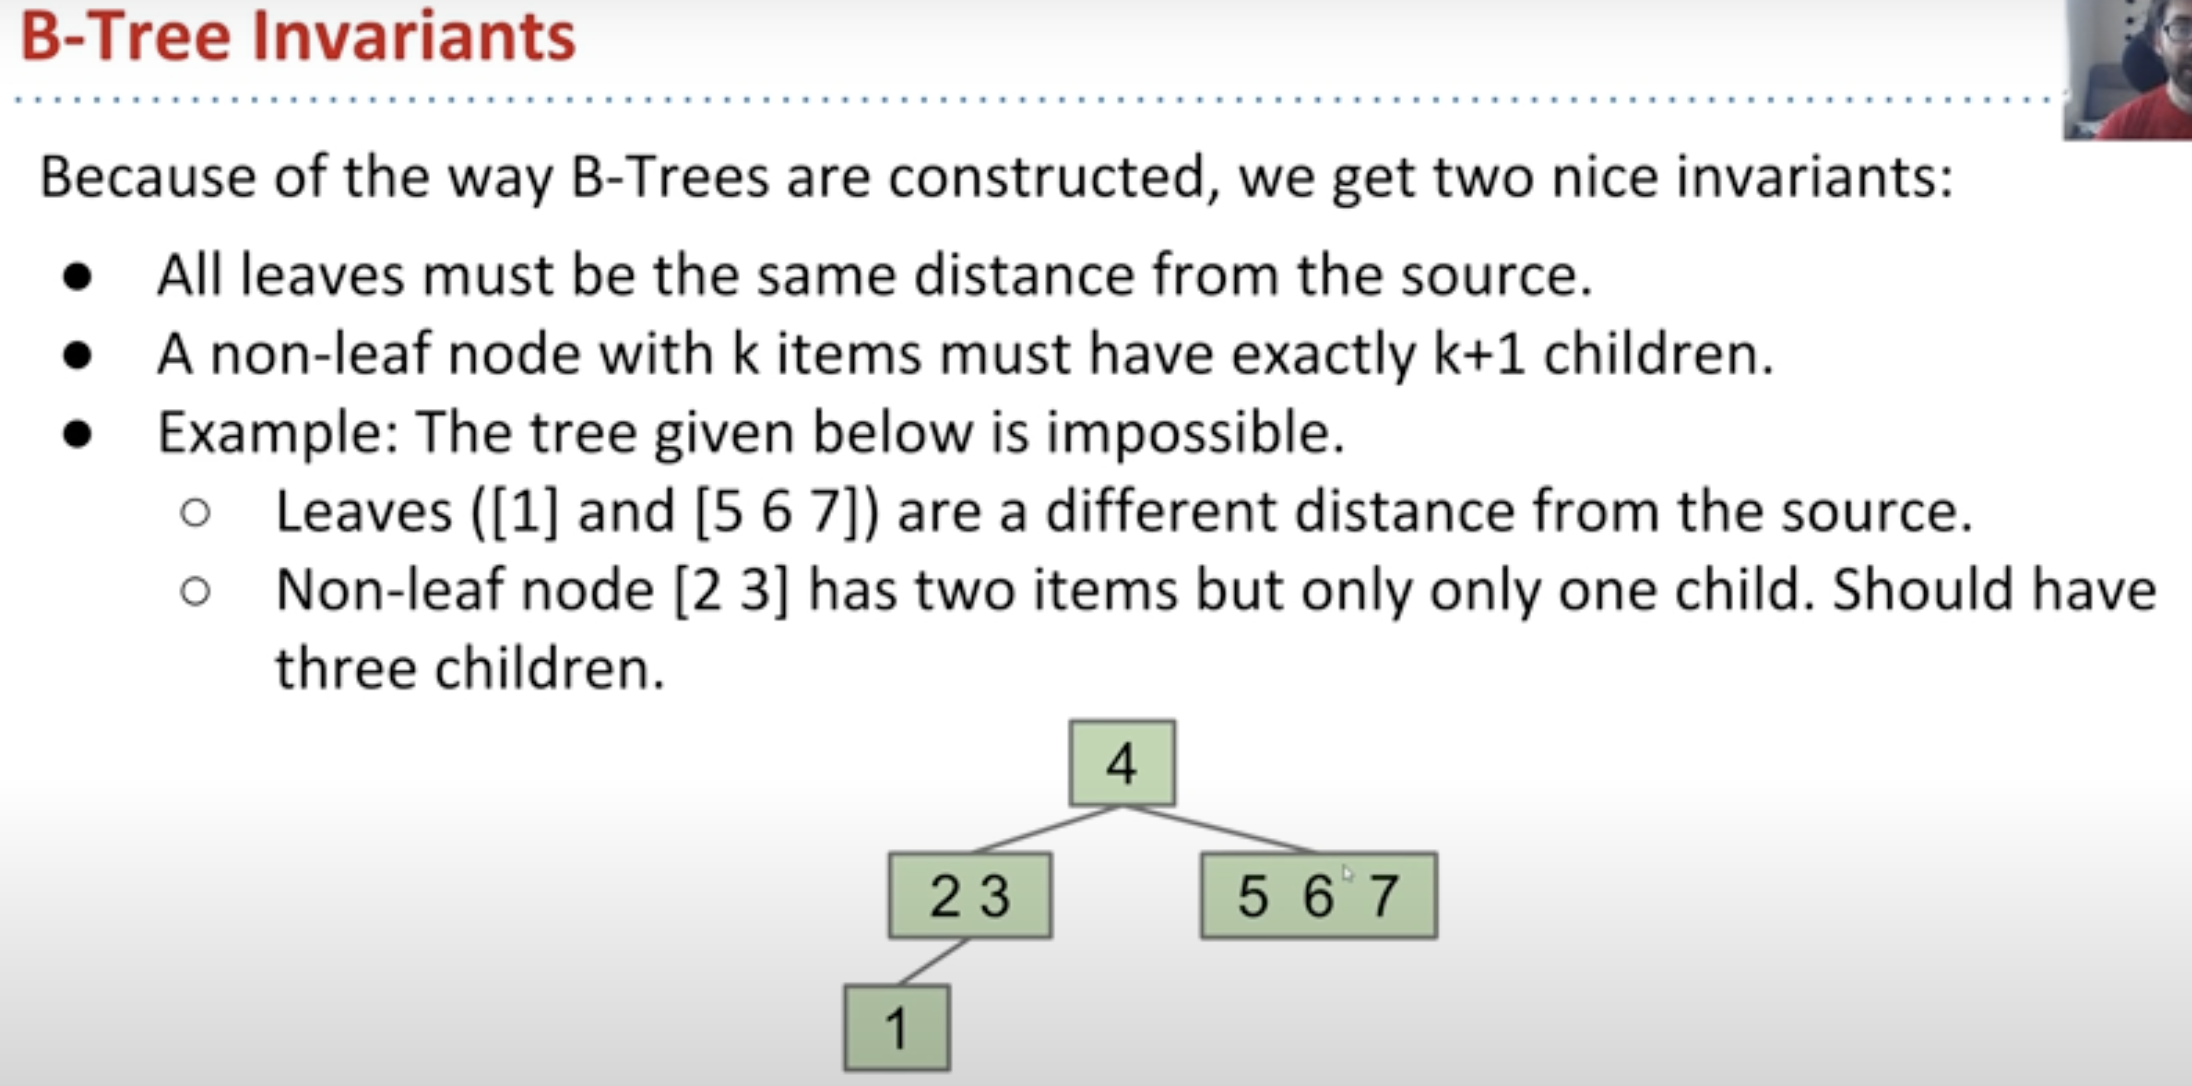 B-Tree Invariants
Because of the way B-Trees are constructed, we get two nice invariants:
● All leaves must be the same distance from the source.
● A non-leaf node with k items must have exactly k+1 children.
● Example: The tree given below is impossible.
○ Leaves ([1] and [5 6 7]) are a different distance from the source.
○ Non-leaf node [2 3] has two items but only only one child. Should have
three children.
4
2 3
5 6 7
1